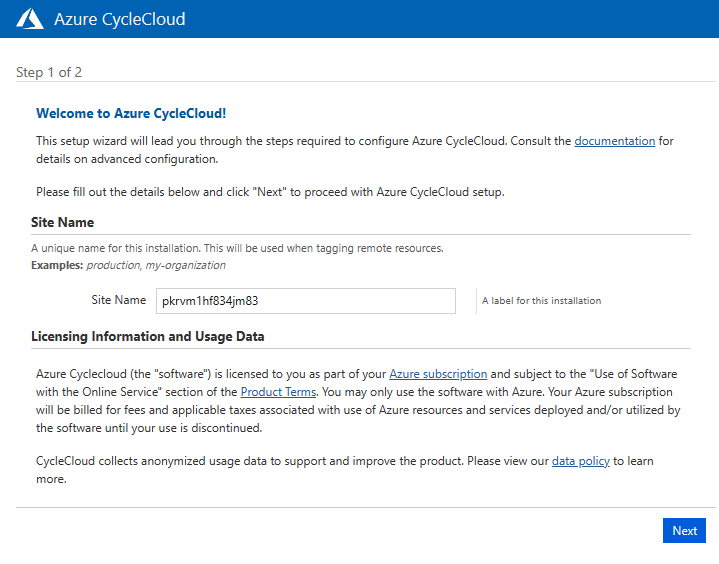 Azure CycleCloud
Step 1 of 2
Welcome to Azure CycleCloud!
This setup wizard will lead you through the steps required to configure Azure CycleCloud. Consult the documentation for
details on advanced configuration.
Please fill out the details below and click "Next" to proceed with Azure CycleCloud setup.
Site Name
A unique name for this installation. This will be used when tagging remote resources.
Examples: production, my-organization
Site Name pkrvm1hf834jm83 A label for this installation
Licensing Information and Usage Data
Azure Cyclecloud (the "software") is licensed to you as part of your Azure subscription and subject to the "Use of Software
with the Online Service" section of the Product Terms. You may only use the software with Azure. Your Azure subscription
will be billed for fees and applicable taxes associated with use of Azure resources and services deployed and/or utilized by
the software until your use is discontinued.
CycleCloud collects anonymized usage data to support and improve the product. Please view our data policy to learn
more.
Next